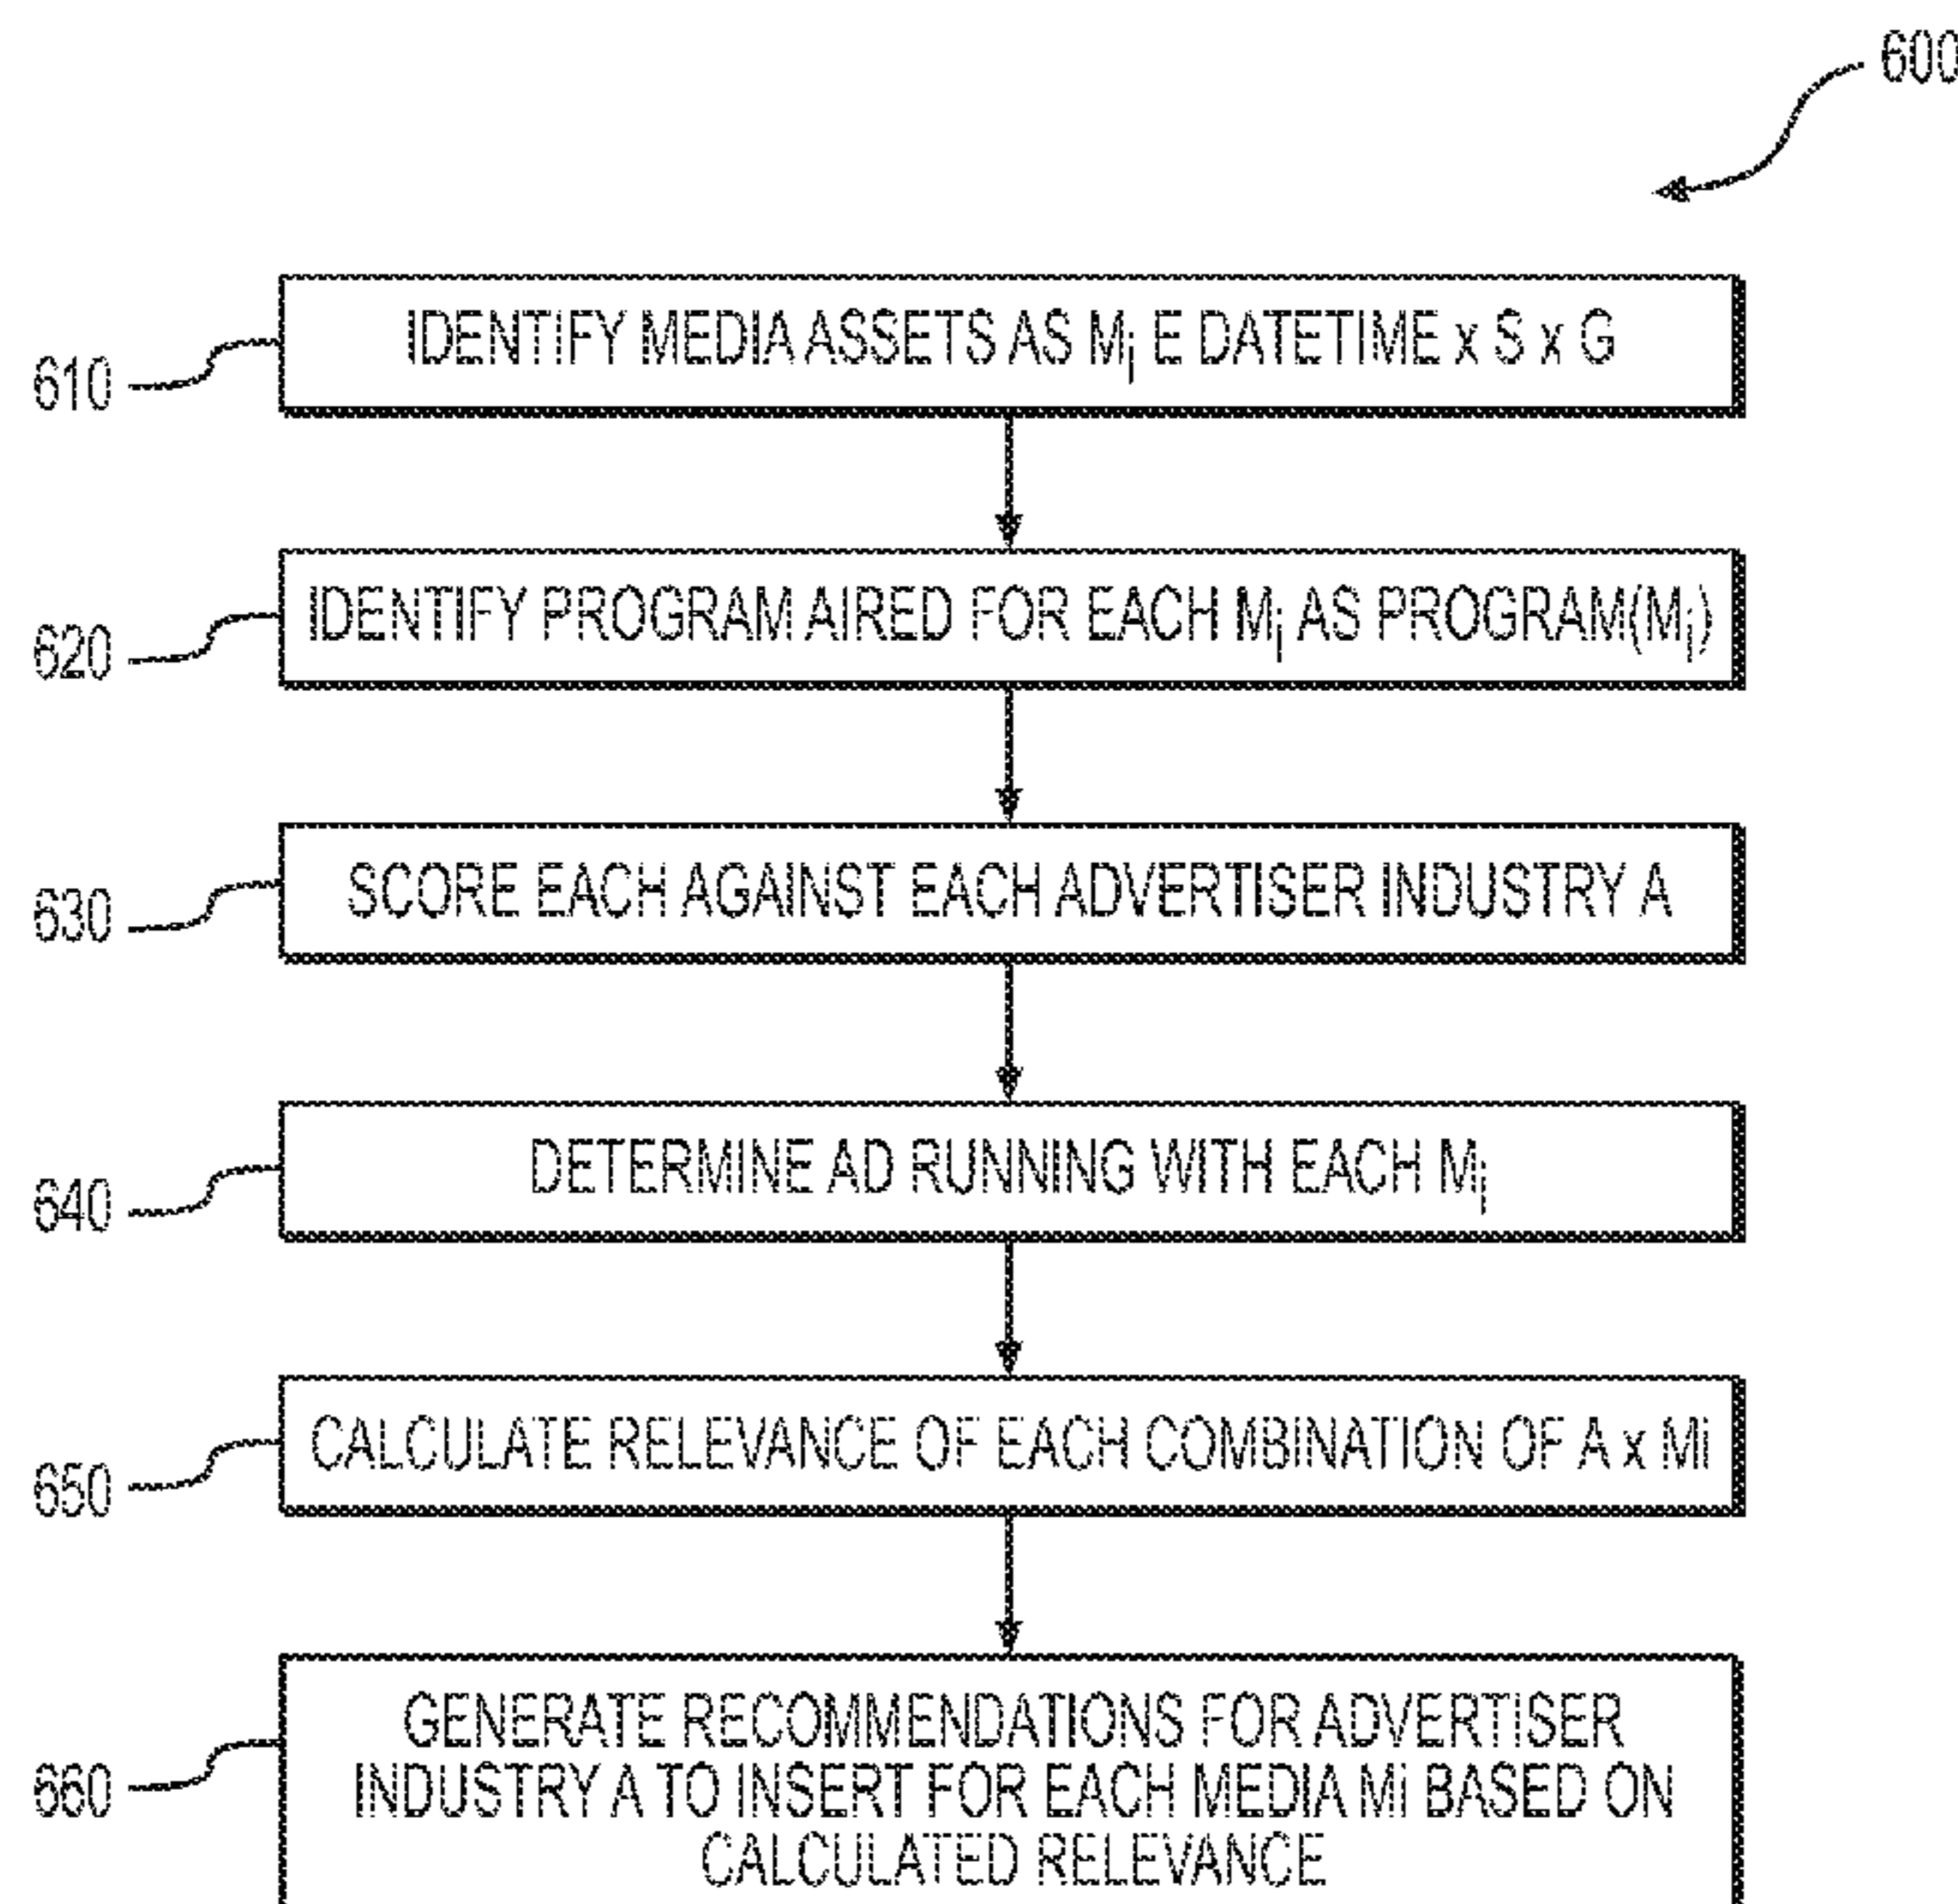 600
610
IDENTIFY MEDIA ASSETS AS Mi E DATETIME x S x G
620
IDENTIFY PROGRAM AIRED FOR EACH Mi AS PROGRAM(Mi)
630
SCORE EACH AGAINST EACH ADVERTISER INDUSTRY A
640
DETERMINE AD RUNNING WITH EACH Mi
650
CALCULATE RELEVANCE OF EACH COMBINATION OF A x Mi
660
GENERATE RECOMMENDATIONS FOR ADVERTISER
INDUSTRY A TO INSERT FOR EACH MEDIA Mi BASED ON
CALCULATED RELEVANCE